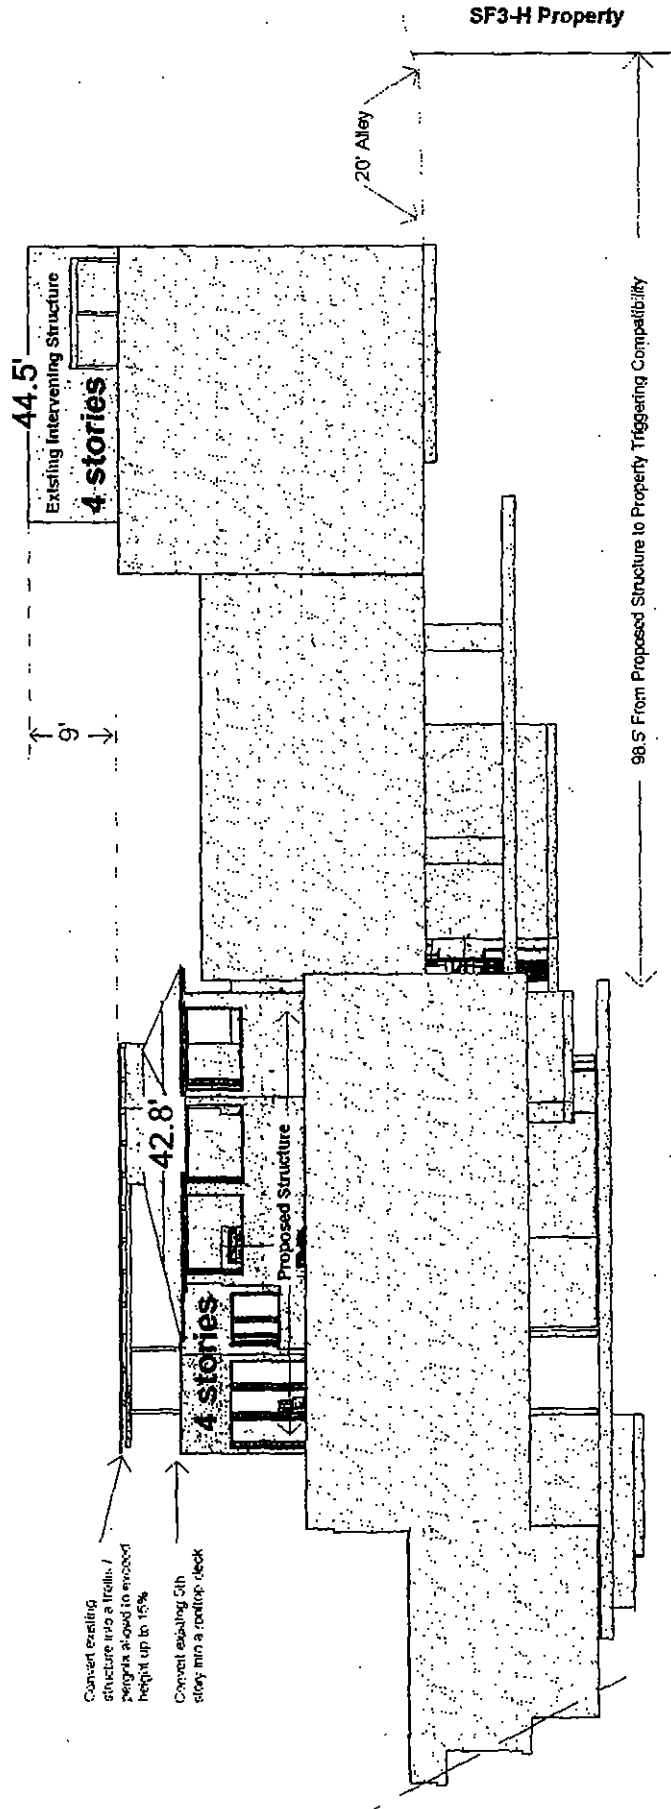 SF3-H Property
20' Alley
44.5'
Existing Intervening Structure
4 stories
9'
98.5' From Proposed Structure to Property Triggering Compatibility
42.8'
Proposed Structure
4 stories
Convert existing
structure into a trellis /
pergola allowed to exceed
height up to 15%
Convert existing 5th
story into a rooftop deck